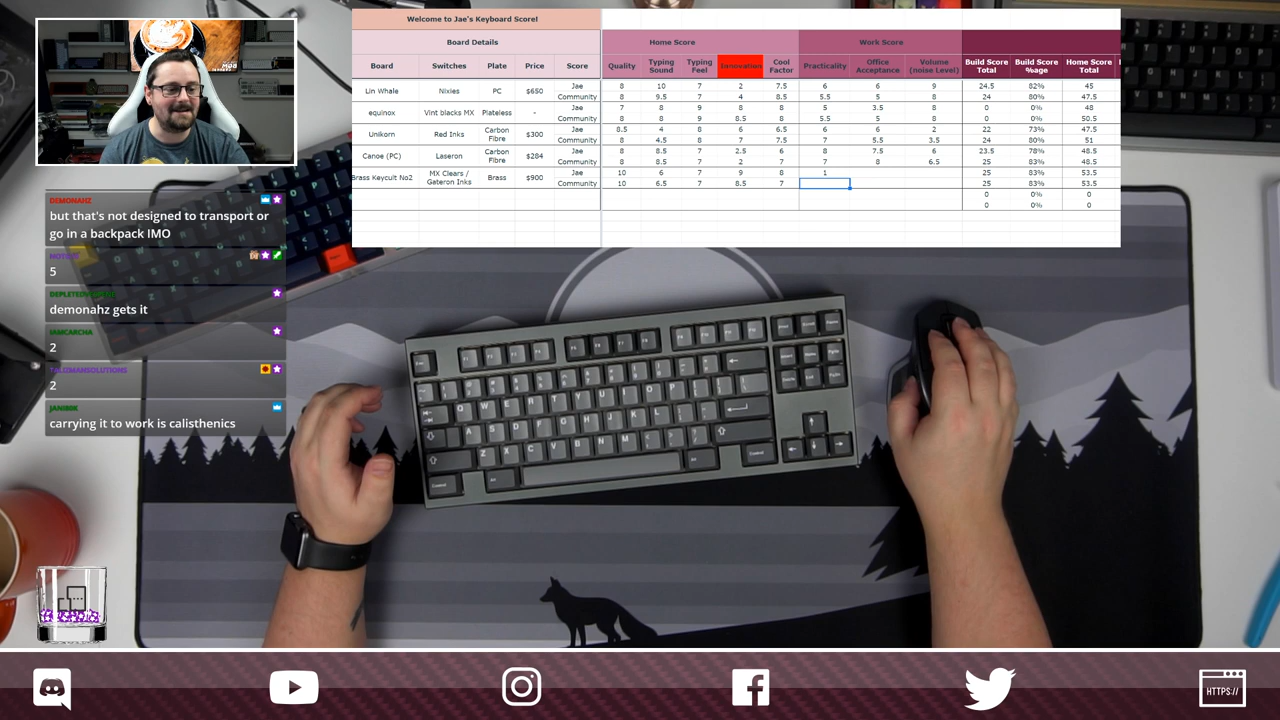 Welcome to Jae's Keyboard Score!
Board Details Home Score Work Score
Board Switches Plate Price Score Quality Typing Sound Typing Feel Innovation Cool Factor Practicality Office Acceptance Volume (noise Level) Build Score Total Build Score %age Home Score Total
Lin Whale Nixies PC $650 Jae 8 10 7 2 7.5 6 6 9 24.5 82% 45
Community 8 9.5 7 4 8.5 5.5 5 8 24 80% 47.5
equinox Vint blacks MX Plateless - Jae 7 8 9 8 8 5 3.5 8 0 0% 48
Community 8 8 9 8.5 8 5.5 5 8 0 0% 50.5
Unikorn Red Inks Carbon Fibre $300 Jae 8.5 4 8 6 6.5 6 6 2 22 73% 47.5
Community 8 4.5 8 7 7.5 7 5.5 3.5 24 80% 51
Canoe (PC) Laseron Carbon Fibre $284 Jae 8 8.5 7 2.5 6 8 7.5 6 23.5 78% 48.5
Community 8 8.5 7 2 7 7 8 6.5 25 83% 48.5
Brass Keycult No2 MX Clears / Gateron Inks Brass $900 Jae 10 6 7 9 8 1 25 83% 53.5
Community 10 6.5 7 8.5 7 25 83% 53.5
0 0% 0
0 0% 0
DEMONAHZ
but that's not designed to transport or
go in a backpack IMO
5
demonahz gets it
IAMCARCHA
2
2
JANIBBK
carrying it to work is calisthenics
HTTPS://